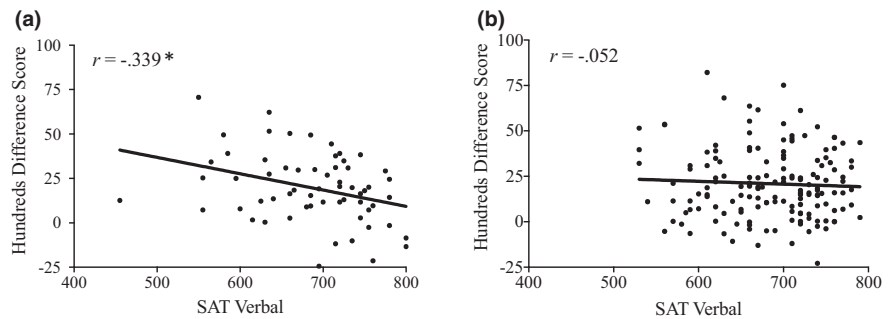 (a)
r = -.339*
Hundreds Difference Score
100
75
50
25
0
-25
400
500
600
700
800
SAT Verbal
(b)
r = -.052
Hundreds Difference Score
100
75
50
25
0
-25
400
500
600
700
800
SAT Verbal